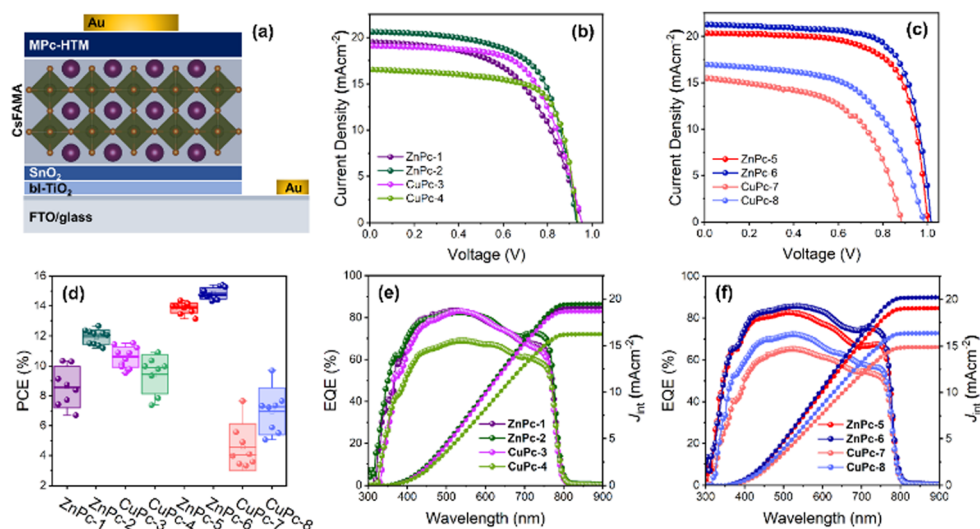 Au
(a)
MPc-HTM
CsFAMA
SnO2
bl-TiO2
Au
FTO/glass
(b)
Current Density (mAcm-2)
20
15
10
5
0
ZnPc-1
ZnPc-2
CuPc-3
CuPc-4
0.0
0.2
0.4
0.6
0.8
1.0
Voltage (V)
(c)
Current Density (mAcm-2)
20
15
10
5
0
ZnPc-5
ZnPc-6
CuPc-7
CuPc-8
0.0
0.2
0.4
0.6
0.8
1.0
Voltage (V)
(d)
PCE (%)
16
14
12
10
8
6
4
2
ZnPc-1
ZnPc-2
CuPc-3
CuPc-4
ZnPc-5
ZnPc-6
CuPc-7
CuPc-8
(e)
EQE (%)
100
80
60
40
20
0
Jint (mAcm-2)
20
15
10
5
0
ZnPc-1
ZnPc-2
CuPc-3
CuPc-4
300 400 500 600 700 800 900
Wavelength (nm)
(f)
EQE (%)
100
80
60
40
20
0
Jint (mAcm-2)
20
15
10
5
0
ZnPc-5
ZnPc-6
CuPc-7
CuPc-8
300 400 500 600 700 800 900
Wavelength (nm)